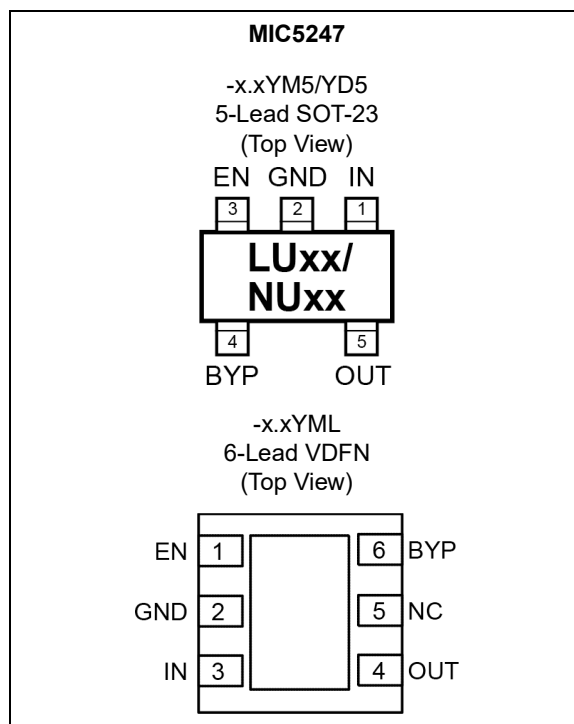 MIC5247
-x.xYM5/YD5
5-Lead SOT-23
(Top View)
EN GND IN
3 2 1
LUxx/
NUxx
4 5
BYP OUT
-x.xYML
6-Lead VDFN
(Top View)
EN 1 6 BYP
GND 2 5 NC
IN 3 4 OUT